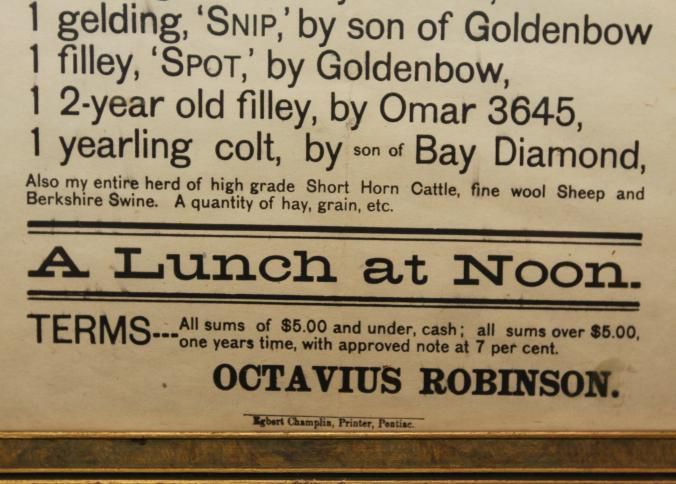 1 gelding, 'SNIP,' by son of Goldenbow
1 filley, 'SPOT,' by Goldenbow,
1 2-year old filley, by Omar 3645,
1 yearling colt, by son of Bay Diamond,
Also my entire herd of high grade Short Horn Cattle, fine wool Sheep and
Berkshire Swine. A quantity of hay, grain, etc.
A Lunch at Noon.
TERMS---All sums of $5.00 and under, cash; all sums over $5.00,
one years time, with approved note at 7 per cent.
OCTAVIUS ROBINSON.
Egbert Champlin, Printer, Pontiac.